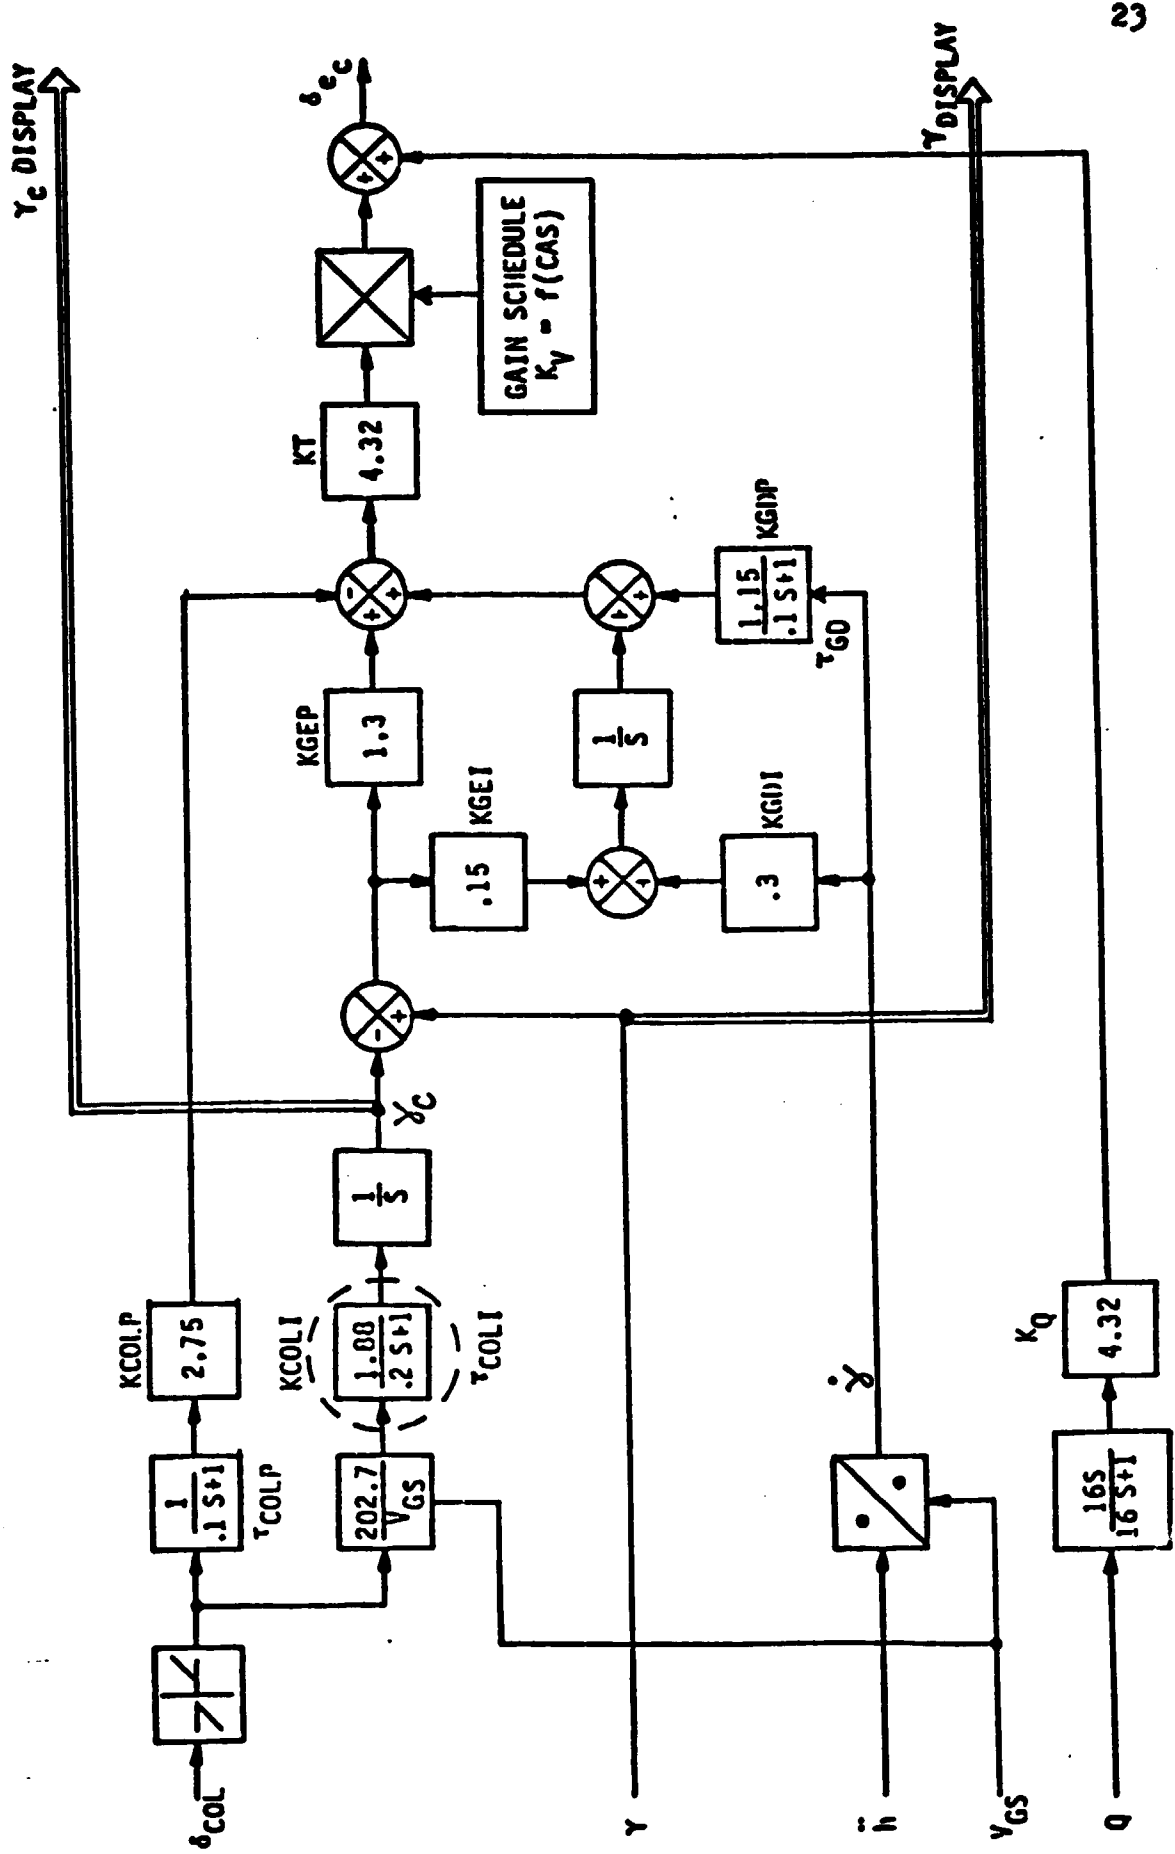 23
γc DISPLAY
δec
GAIN SCHEDULE
KV = f(CAS)
KT
4.32
KCOLP
2.75
1
.1 S+1
τCOLP
δCOL
202.7
VGS
KCOLI
1.88
.2 S+1
τCOLI
1
S
γC
-
+
KGEP
1.3
KGEI
.15
+
+
1
S
+
+
-
+
+
+
+
KGDI
.3
KGDP
1.15
.1 S+1
τGD
γDISPLAY
γ
ḧ
γ̇
VGS
Q
16S
16 S+1
KQ
4.32